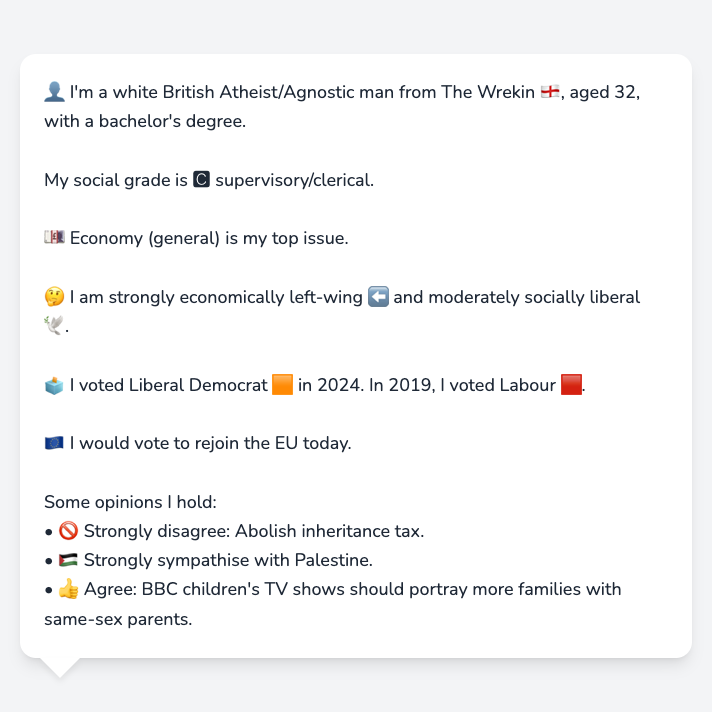 👤 I'm a white British Atheist/Agnostic man from The Wrekin 🏴󠁧󠁢󠁥󠁮󠁧󠁿, aged 32,
with a bachelor's degree.
My social grade is 🅲 supervisory/clerical.
💷 Economy (general) is my top issue.
🤔 I am strongly economically left-wing ⬅️ and moderately socially liberal
🕊️.
🗳️ I voted Liberal Democrat 🟧 in 2024. In 2019, I voted Labour 🟥.
🇪🇺 I would vote to rejoin the EU today.
Some opinions I hold:
• 🚫 Strongly disagree: Abolish inheritance tax.
• 🇵🇸 Strongly sympathise with Palestine.
• 👍 Agree: BBC children's TV shows should portray more families with
same-sex parents.